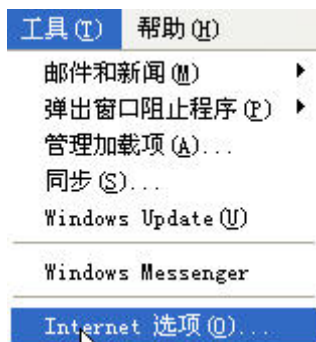 工具(T) 帮助(H)
邮件和新闻(M)
弹出窗口阻止程序(P)
管理加载项(A)...
同步(S)...
Windows Update(U)
Windows Messenger
Internet 选项(O)...